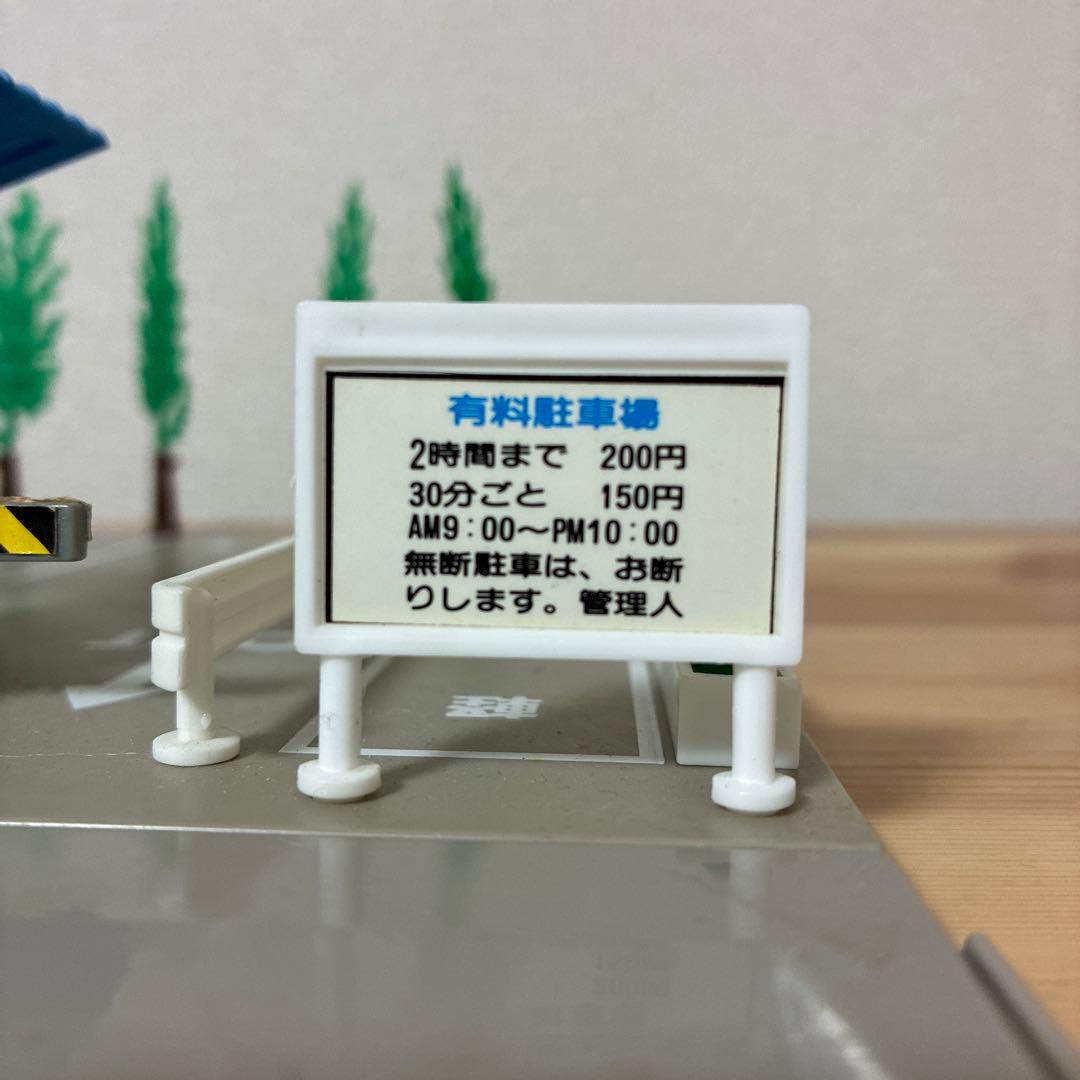 有料駐車場
2時間まで 200円
30分ごと 150円
AM9:00～PM10:00
無断駐車は、お断
りします。管理人